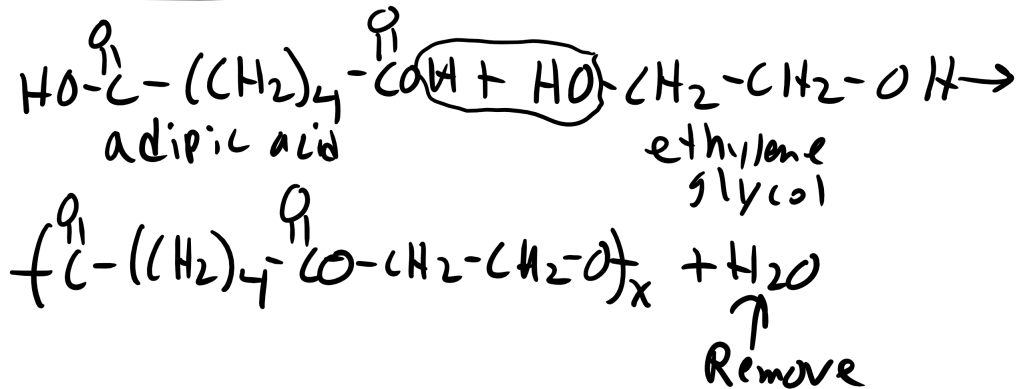 O O
HO-C-(CH2)4-COH + HO-CH2-CH2-OH→
adipic acid ethylene
glycol
O O
(C-(CH2)4-CO-CH2-CH2-O)x + H2O
↑
Remove